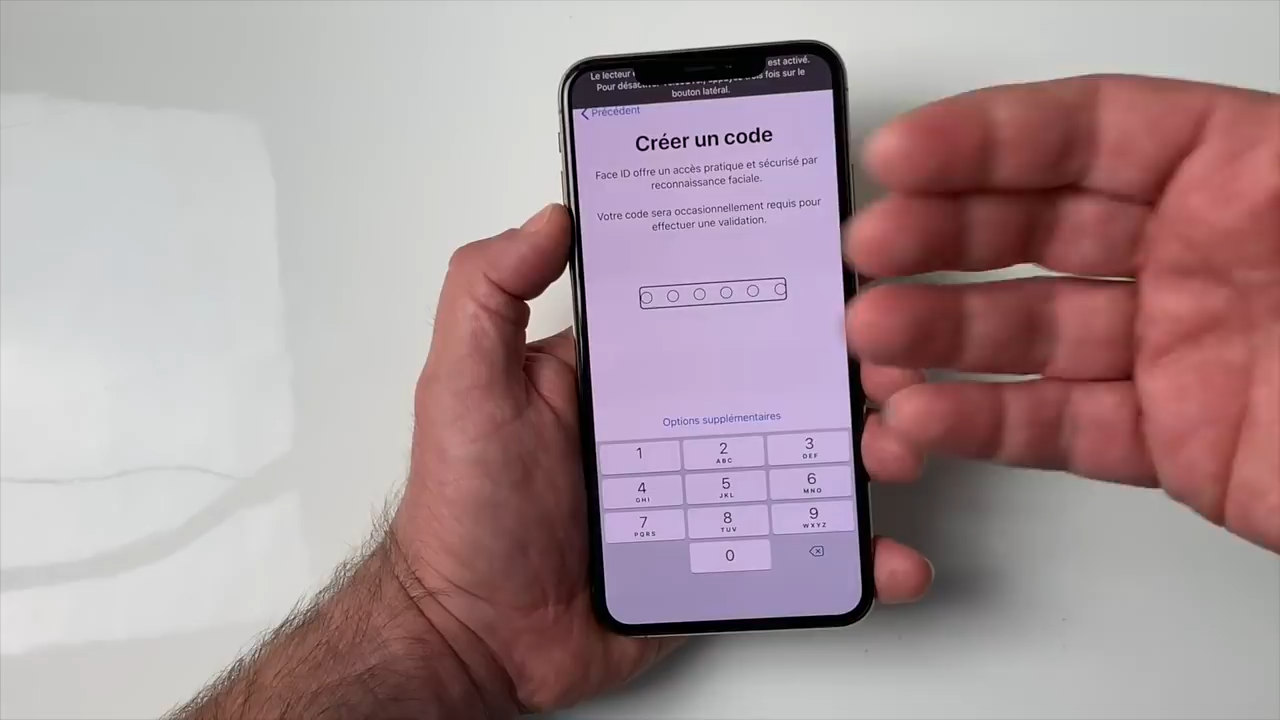 Le lecteur est activé.
Pour désactiver fois sur le
bouton latéral.
Précédent
Créer un code
Face ID offre un accès pratique et sécurisé par
reconnaissance faciale.
Votre code sera occasionnellement requis pour
effectuer une validation.
Options supplémentaires
1
2
ABC
3
DEF
4
GHI
5
JKL
6
MNO
7
PQRS
8
TUV
9
WXYZ
0